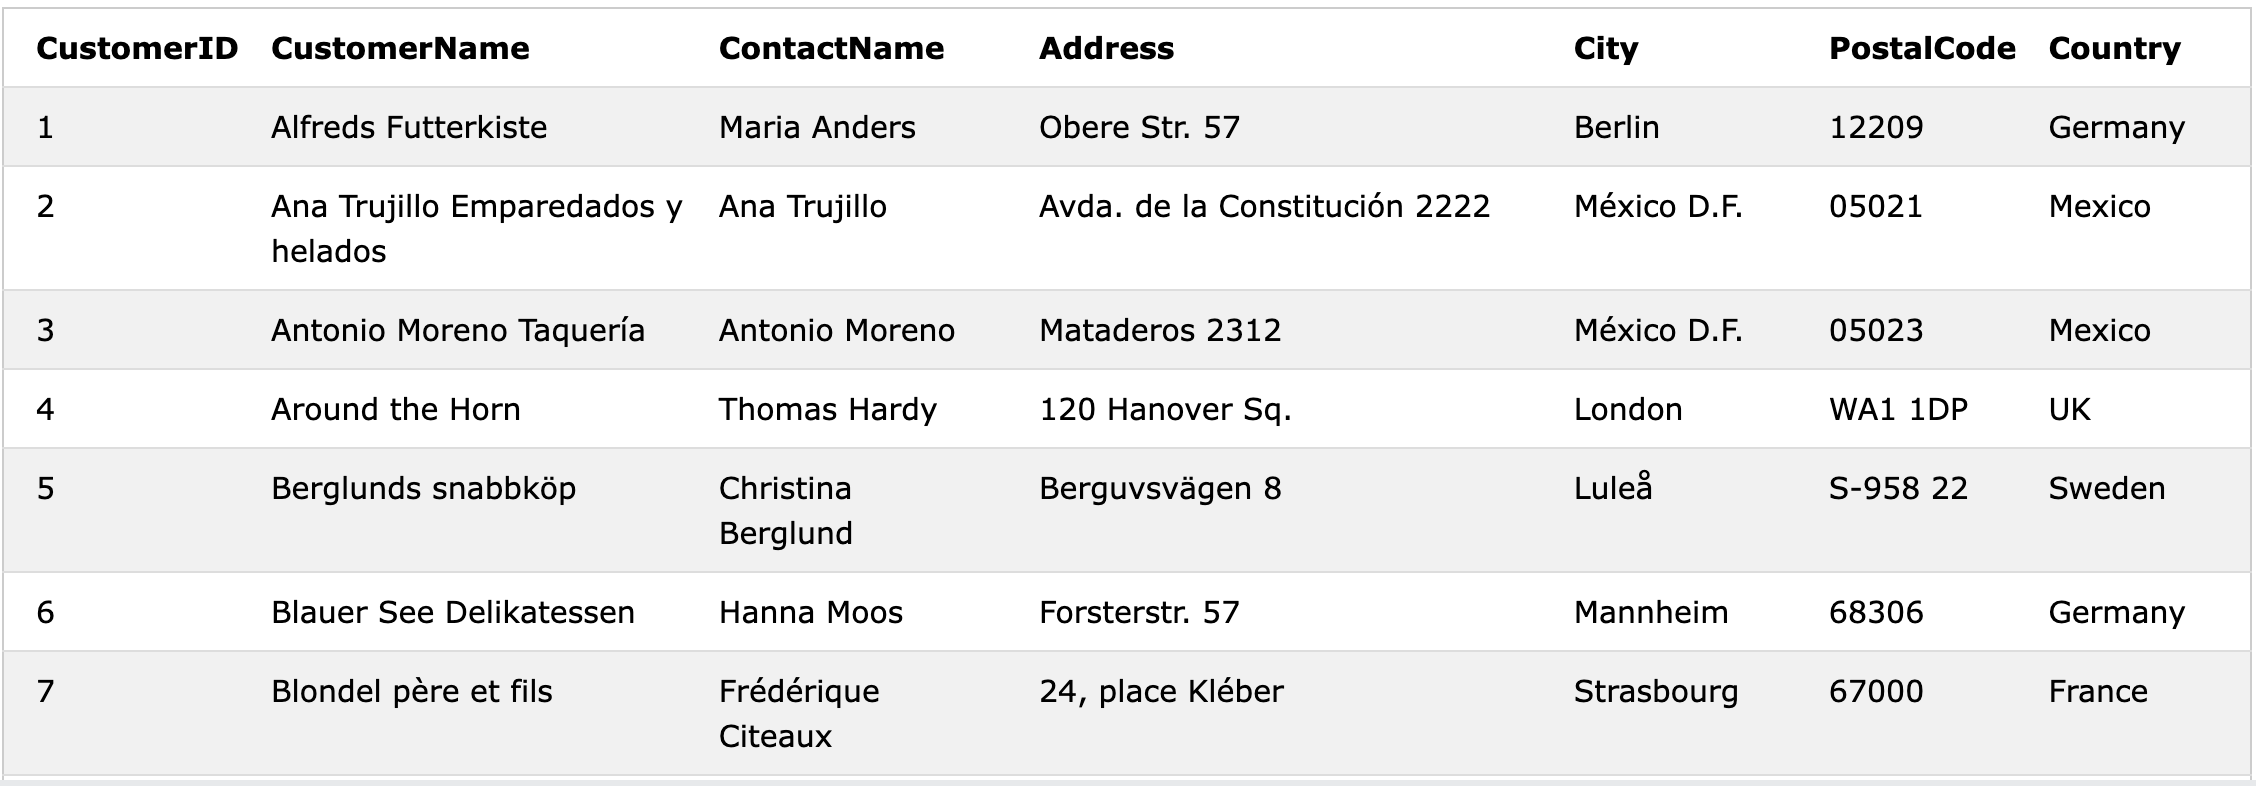 CustomerID CustomerName ContactName Address City PostalCode Country
1 Alfreds Futterkiste Maria Anders Obere Str. 57 Berlin 12209 Germany
2 Ana Trujillo Emparedados y Ana Trujillo Avda. de la Constitución 2222 México D.F. 05021 Mexico
helados
3 Antonio Moreno Taquería Antonio Moreno Mataderos 2312 México D.F. 05023 Mexico
4 Around the Horn Thomas Hardy 120 Hanover Sq. London WA1 1DP UK
5 Berglunds snabbköp Christina Berguvsvägen 8 Luleå S-958 22 Sweden
Berglund
6 Blauer See Delikatessen Hanna Moos Forsterstr. 57 Mannheim 68306 Germany
7 Blondel père et fils Frédérique 24, place Kléber Strasbourg 67000 France
Citeaux